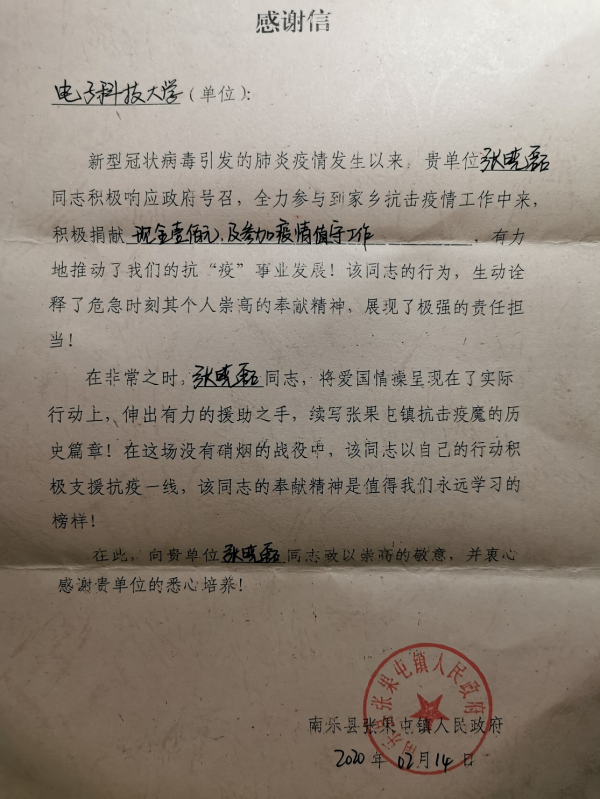 感谢信
电子科技大学（单位）：
新型冠状病毒引发的肺炎疫情发生以来，贵单位张晓磊
同志积极响应政府号召，全力参与到家乡抗击疫情工作中来，
积极捐献 现金壹佰元、及参加疫情值守工作 ，有力
地推动了我们的抗“疫”事业发展！该同志的行为，生动诠
释了危急时刻其个人崇高的奉献精神，展现了极强的责任担
当！
在非常之时，张晓磊同志，将爱国情操呈现在了实际
行动上，伸出有力的援助之手，续写张果屯镇抗击疫魔的历
史篇章！在这场没有硝烟的战役中，该同志以自己的行动积
极支援抗疫一线，该同志的奉献精神是值得我们永远学习的
榜样！
在此，向贵单位张晓磊同志致以崇高的敬意，并衷心
感谢贵单位的悉心培养！
南乐县张果屯镇人民政府
南乐县张果屯镇人民政府
2020年02月14日